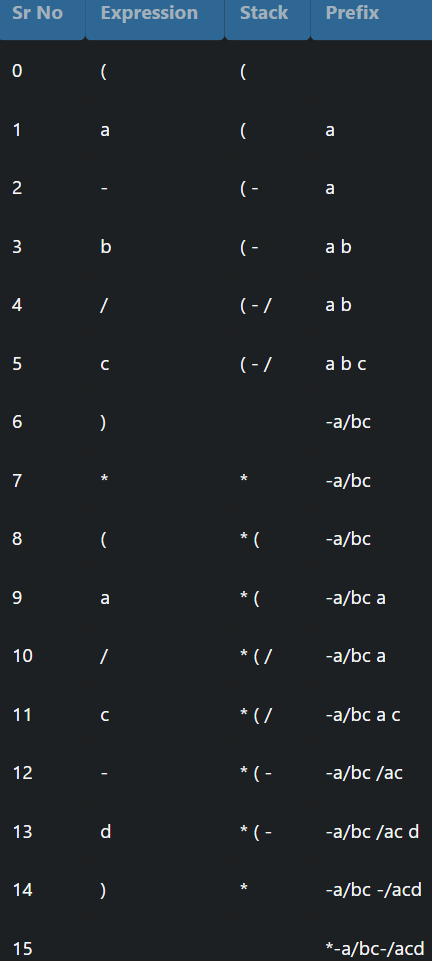 Sr No Expression Stack Prefix
0 ( (
1 a ( a
2 - ( - a
3 b ( - a b
4 / ( - / a b
5 c ( - / a b c
6 ) -a/bc
7 * * -a/bc
8 ( * ( -a/bc
9 a * ( -a/bc a
10 / * ( / -a/bc a
11 c * ( / -a/bc a c
12 - * ( - -a/bc /ac
13 d * ( - -a/bc /ac d
14 ) * -a/bc -/acd
15 *-a/bc-/acd